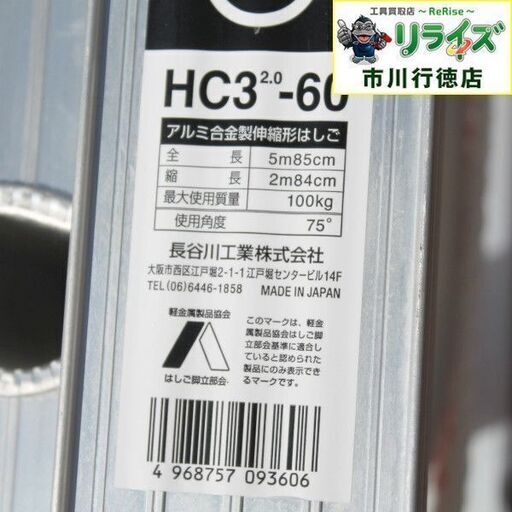 工具買取店 ～ReRise～
リライズ
市川行徳店
HC3 2.0 -60
アルミ合金製伸縮形はしご
全 長 5m85cm
縮 長 2m84cm
最大使用質量 100kg
使用角度 75°
長谷川工業株式会社
大阪市西区江戸堀2-1-1江戸堀センタービル14F
TEL(06)6446-1858 MADE IN JAPAN
軽金属製品協会
はしご脚立部会
このマークは、軽金
属製品協会はしご脚
立部会基準に適合し
ていると認められた
製品にのみ表示でき
るマークです。
4 968757 093606